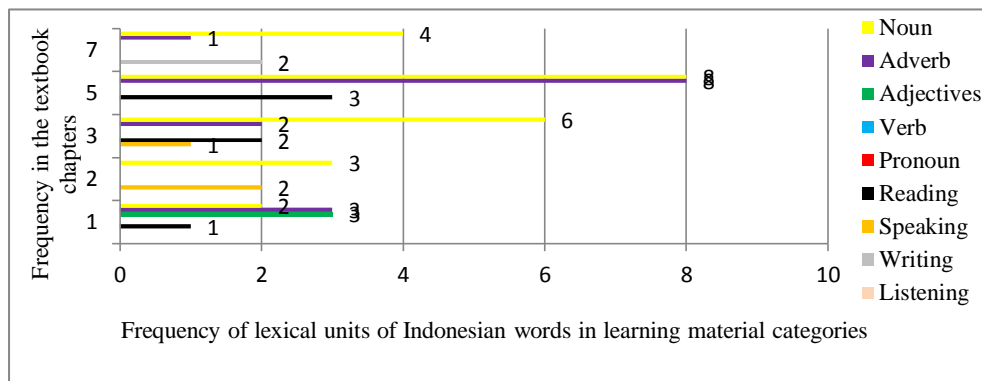 Frequency in the textbook
chapters
7
5
3
2
1
4
1
2
8
8
3
6
2
2
1
3
2
2
3
3
1
0
2
4
6
8
10
Frequency of lexical units of Indonesian words in learning material categories
Noun
Adverb
Adjectives
Verb
Pronoun
Reading
Speaking
Writing
Listening